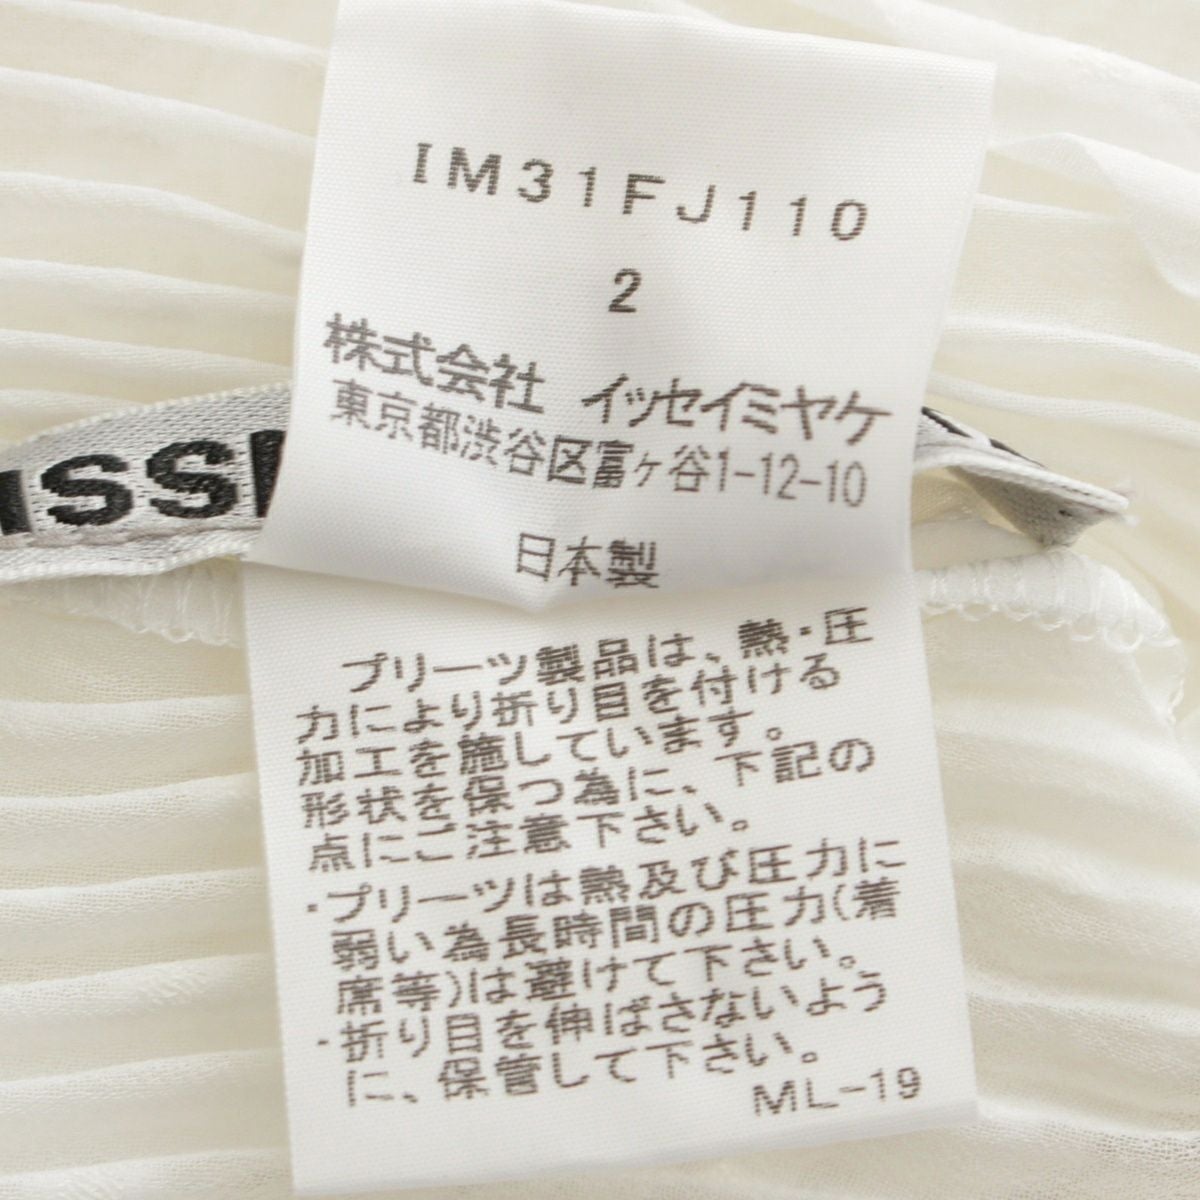 IM31FJ110
2
株式会社 イッセイミヤケ
東京都渋谷区富ヶ谷1-12-10
ISS
日本製
プリーツ製品は、熱・圧
力により折り目を付ける
加工を施しています。
形状を保つ為に、下記の
点にご注意下さい。
・プリーツは熱及び圧力に
弱い為長時間の圧力(着
席等)は避けて下さい。
・折り目を伸ばさないよう
に、保管して下さい。
ML-19